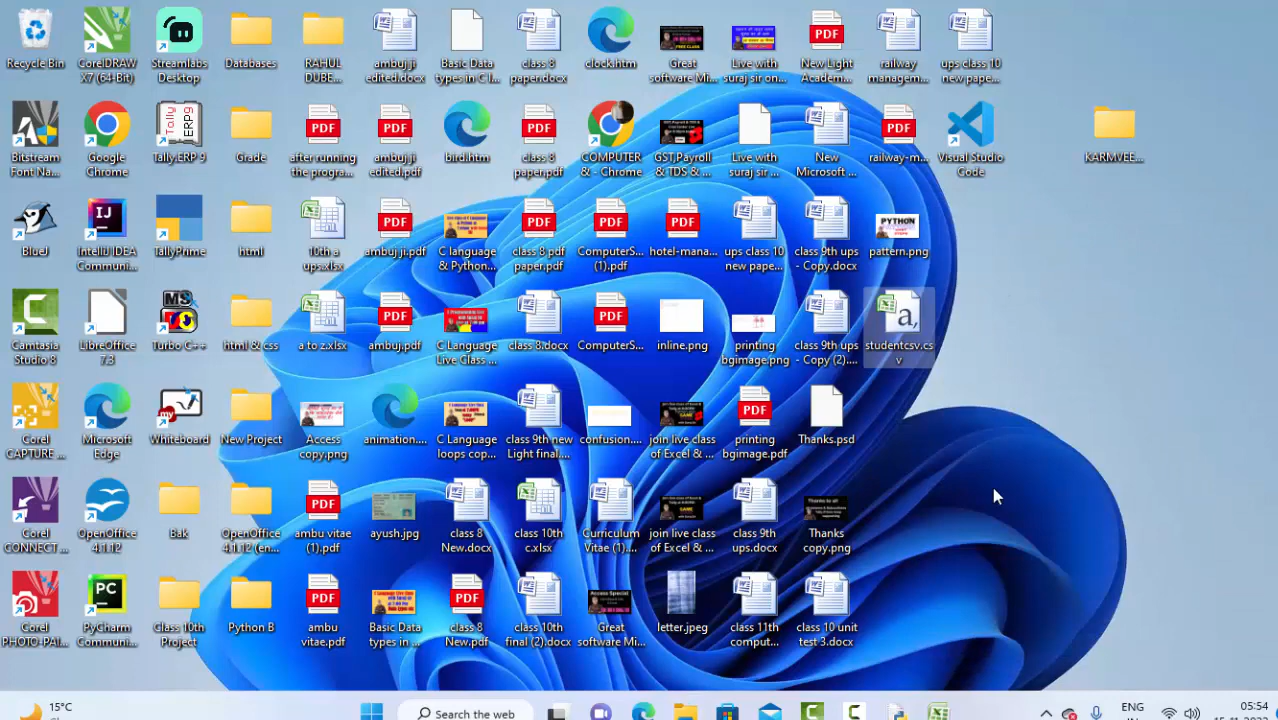 Recycle Bin
CorelDRAW
X7 (64-Bit)
Streamlabs
Desktop
Databases
RAHUL
DUBE...
ambuj ji
edited.docx
Basic Data
types in C l...
class 8
paper.docx
clock.htm
Great
software Mi...
Live with
suraj sir on...
New Light
Academ...
railway
managem...
ups class 10
new pape...
Bitstream
Font Na...
Google
Chrome
Tally.ERP 9
Grade
after running
the progra...
ambuj ji
edited.pdf
bird.htm
class 8
paper.pdf
COMPUTER
& - Chrome
GST,Payroll
& TDS & ...
Live with
suraj sir ...
New
Microsoft ...
railway-m...
Visual Studio
Code
KARMVEE...
BlueJ
IntelliJ IDEA
Communi...
TallyPrime
html
10th a
ups.xlsx
ambuj ji.pdf
C language
& Python...
class 8.pdf
paper.pdf
ComputerS...
(1).pdf
hotel-mana...
ups class 10
new pape...
class 9th ups
- Copy.docx
PYTHON
pattern.png
Camtasia
Studio 8
LibreOffice
7.3
Turbo C++
html & css
a to z.xlsx
ambuj.pdf
C Language
Live Class ...
class 8.docx
ComputerS...
inline.png
printing
bgimage.png
class 9th ups
- Copy (2)....
studentcsv.cs
v
Corel
CAPTURE ...
Microsoft
Edge
Whiteboard
New Project
Access
copy.png
animation....
C Language
loops cop...
class 9th new
Light final....
confusion....
join live class
of Excel & ...
printing
bgimage.pdf
Thanks.psd
Corel
CONNECT ...
OpenOffice
4.1.12
Bak
OpenOffice
4.1.12 (en...
ambu vitae
(1).pdf
ayush.jpg
class 8
New.docx
class 10th
c.xlsx
Curriculum
Vitae (1)....
join live class
of Excel & ...
class 9th
ups.docx
Thanks
copy.png
Corel
PHOTO-PAI...
PyCharm
Communi...
Class 10th
Project
Python B
ambu
vitae.pdf
Basic Data
types in ...
class 8
New.pdf
class 10th
final (2).docx
Great
software Mi...
letter.jpeg
class 11th
comput...
class 10 unit
test 3.docx
15°C
Search the web
ENG
05:54